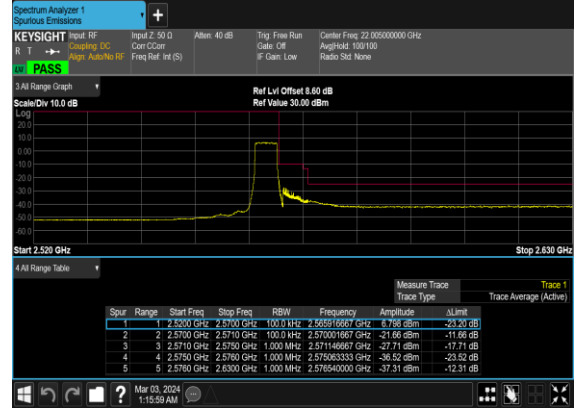 Spectrum Analyzer 1
Spurious Emissions
KEYSIGHT Input: RF Input Z: 50 Ω Atten: 40 dB Trig: Free Run Center Freq: 22.005000000 GHz
R T Coupling: DC Corr CCorr Gate: Off Avg|Hold: 100/100
Align: Auto/No RF Freq Ref: Int (S) IF Gain: Low Radio Std: None
PASS
3 All Range Graph
Ref Lvl Offset 8.60 dB
Scale/Div 10.0 dB Ref Value 30.00 dBm
Log
20.0
10.0
0.00
-10.0
-20.0
-30.0
-40.0
-50.0
-60.0
Start 2.520 GHz Stop 2.630 GHz
4 All Range Table
Measure Trace Trace 1
Trace Type Trace Average (Active)
Spur Range Start Freq Stop Freq RBW Frequency Amplitude ΔLimit
1 1 2.5200 GHz 2.5700 GHz 100.0 kHz 2.565916667 GHz 6.798 dBm -23.20 dB
2 2 2.5700 GHz 2.5710 GHz 100.0 kHz 2.570001667 GHz -21.66 dBm -11.66 dB
3 3 2.5710 GHz 2.5750 GHz 1.000 MHz 2.571146667 GHz -27.71 dBm -17.71 dB
4 4 2.5750 GHz 2.5760 GHz 1.000 MHz 2.575063333 GHz -36.52 dBm -23.52 dB
5 5 2.5760 GHz 2.6300 GHz 1.000 MHz 2.576540000 GHz -37.31 dBm -12.31 dB
Mar 03, 2024
1:15:59 AM